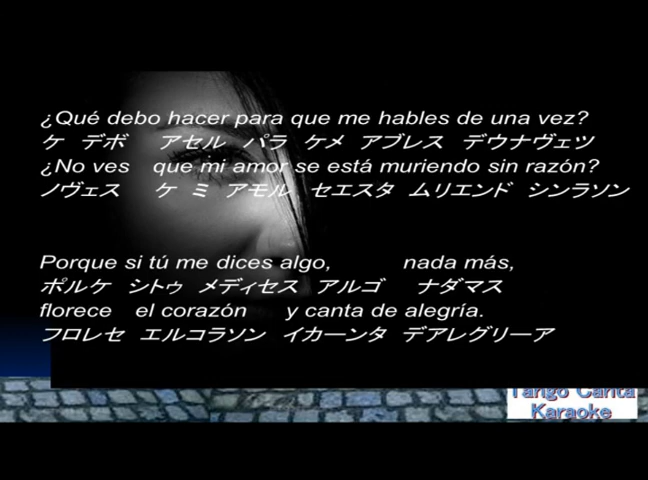 ¿Qué debo hacer para que me hables de una vez?
ケ デボ アセル パラ ケメ アブレス デウナヴェツ
¿No ves que mi amor se está muriendo sin razón?
ノヴェス ケ ミ アモル セエスタ ムリエンド シンラソン
Porque si tú me dices algo, nada más,
ポルケ シトゥ メディセス アルゴ ナダマス
florece el corazón y canta de alegría.
フロレセ エルコラソン イカーンタ デアレグリーア
Tango Canta
Karaoke